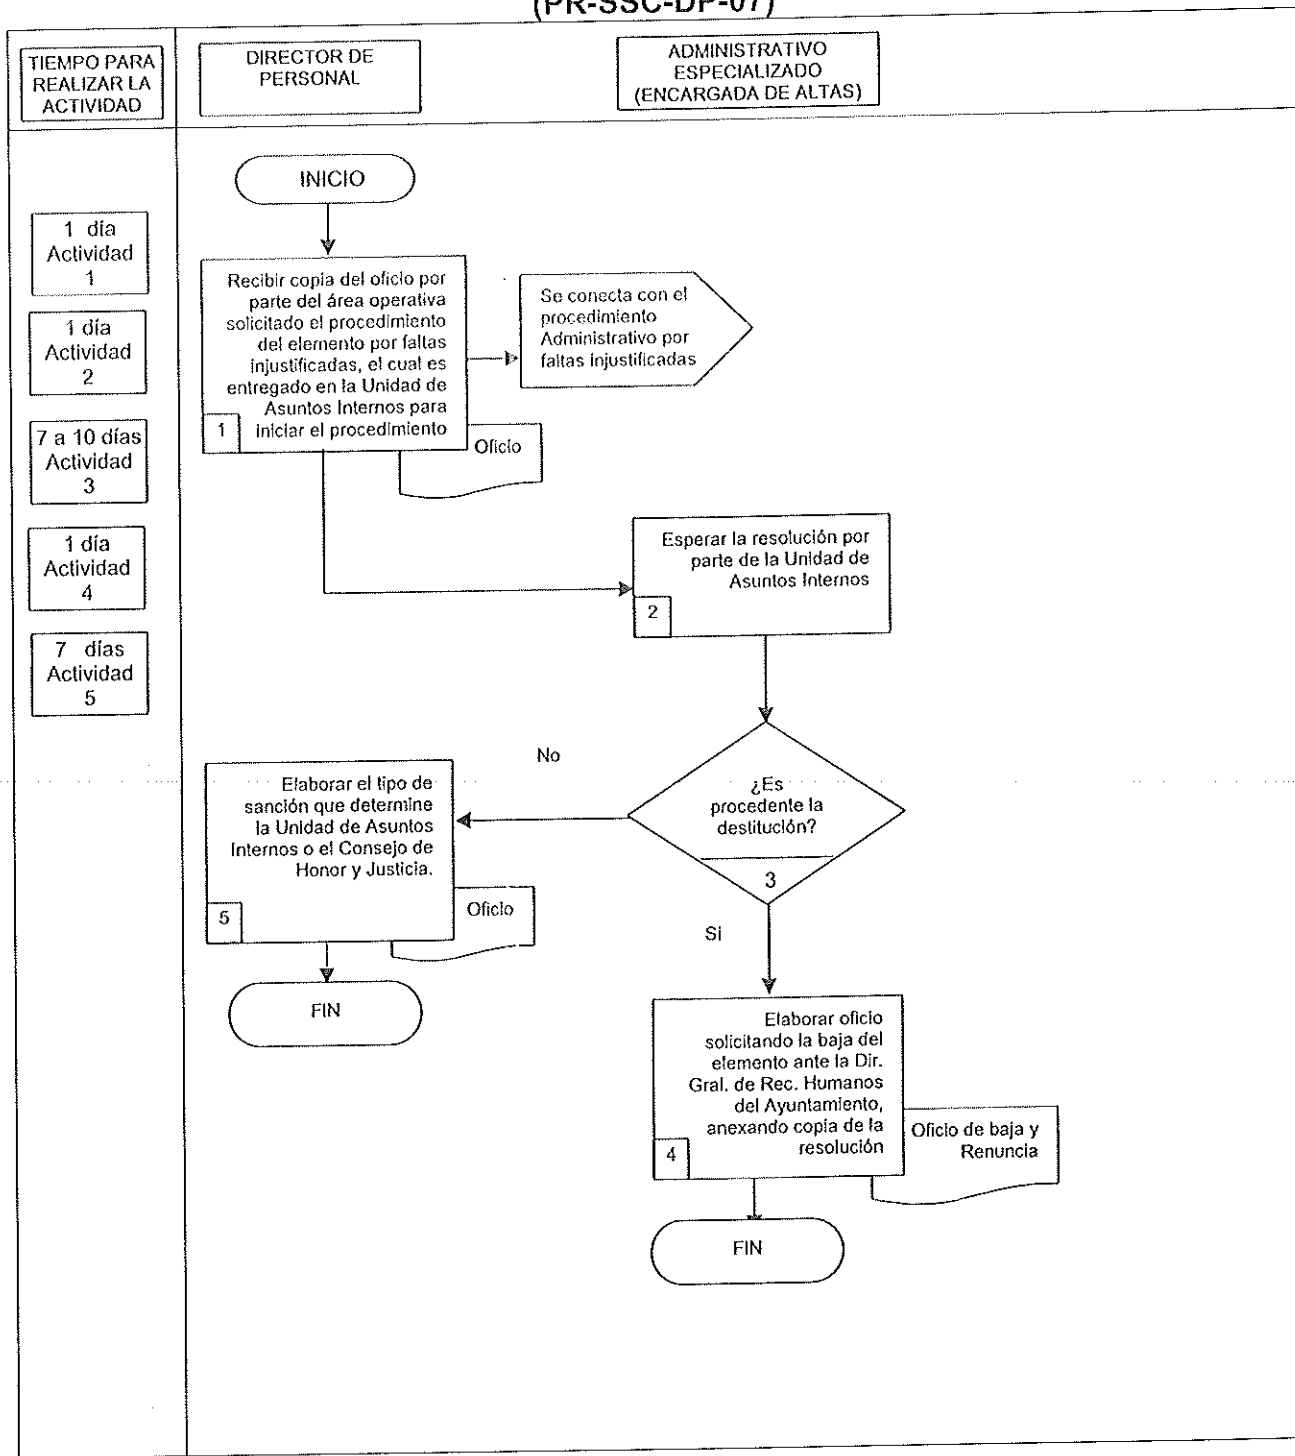 (PR-SSC-DP-07)
TIEMPO PARA
REALIZAR LA
ACTIVIDAD
DIRECTOR DE
PERSONAL
ADMINISTRATIVO
ESPECIALIZADO
(ENCARGADA DE ALTAS)
INICIO
1 día
Actividad
1
1 día
Actividad
2
7 a 10 días
Actividad
3
1 día
Actividad
4
7 días
Actividad
5
Recibir copia del oficio por
parte del área operativa
solicitado el procedimiento
del elemento por faltas
injustificadas, el cual es
entregado en la Unidad de
Asuntos Internos para
iniciar el procedimiento
1
Oficio
Se conecta con el
procedimiento
Administrativo por
faltas injustificadas
Esperar la resolución por
parte de la Unidad de
Asuntos Internos
2
¿Es
procedente la
destitución?
3
No
Si
Elaborar el tipo de
sanción que determine
la Unidad de Asuntos
Internos o el Consejo de
Honor y Justicia.
5
Oficio
FIN
Elaborar oficio
solicitando la baja del
elemento ante la Dir.
Gral. de Rec. Humanos
del Ayuntamiento,
anexando copia de la
resolución
4
Oficio de baja y
Renuncia
FIN